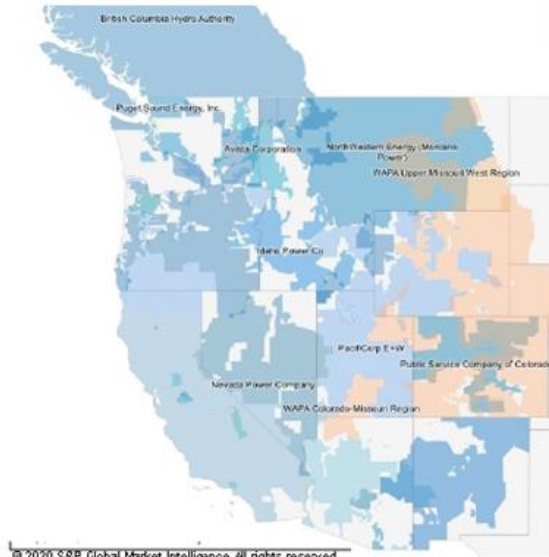 British Columbia Hydro Authority
Puget Sound Energy, Inc.
Avista Corporation
NorthWestern Energy (Montana
Power)
WAPA Upper Missouri West Region
Idaho Power Co
PacifiCorp E+W
Public Service Company of Colorado
Nevada Power Company
WAPA Colorado-Missouri Region
© 2020 S&P Global Market Intelligence. All rights reserved